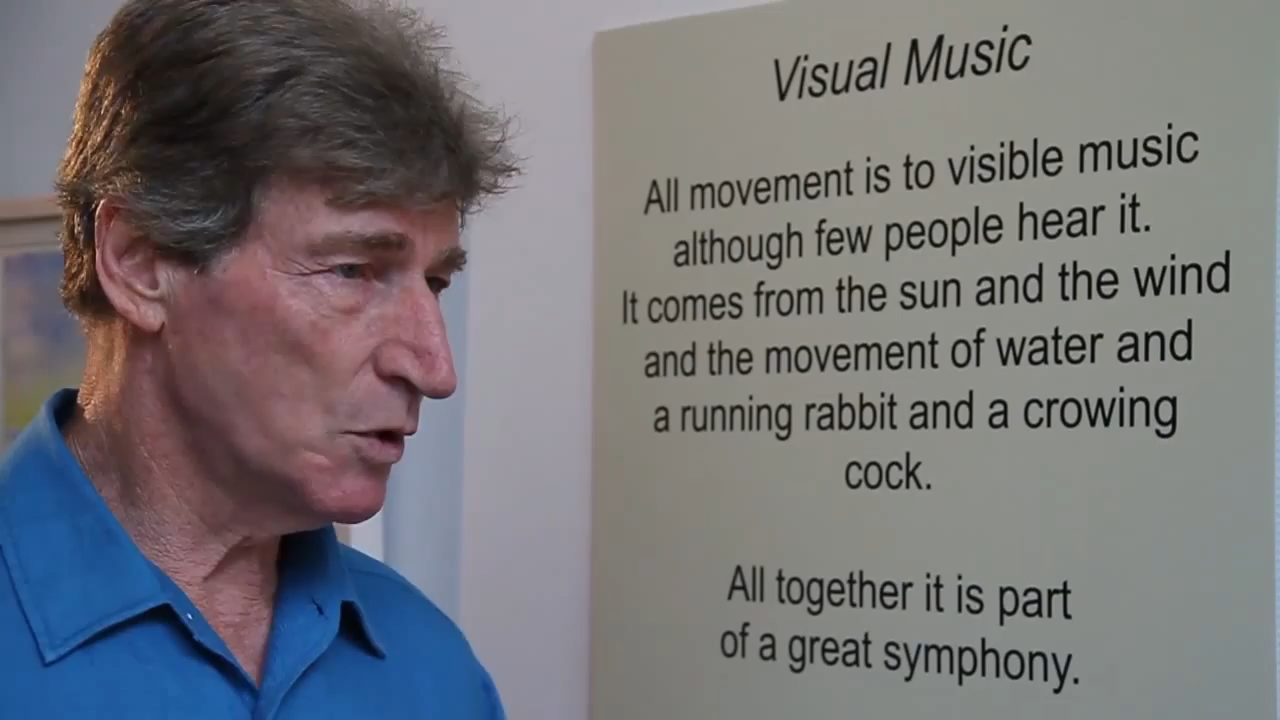 Visual Music
All movement is to visible music
although few people hear it.
It comes from the sun and the wind
and the movement of water and
a running rabbit and a crowing
cock.
All together it is part
of a great symphony.